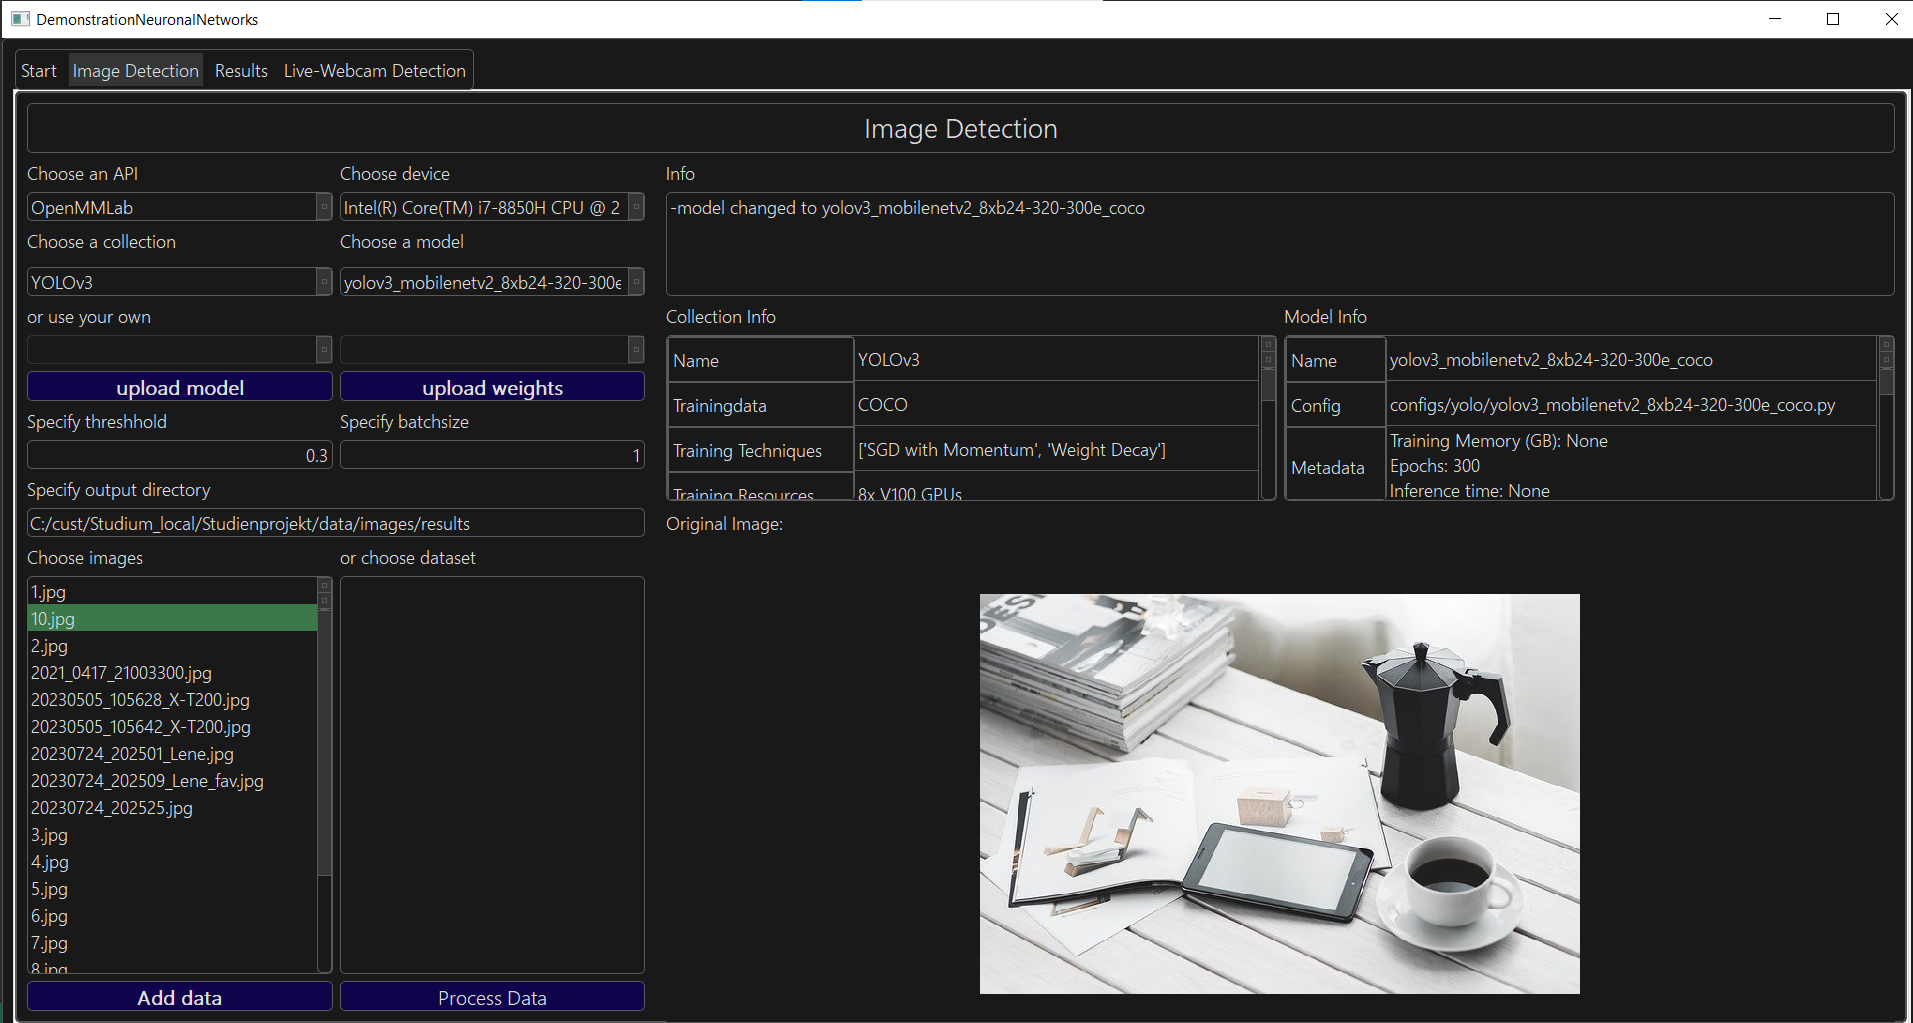 DemonstrationNeuronalNetworks
Start Image Detection Results Live-Webcam Detection
Image Detection
Choose an API
Choose device
OpenMMLab
Intel(R) Core(TM) i7-8850H CPU @ 2
Choose a collection
Choose a model
YOLOv3
yolov3_mobilenetv2_8xb24-320-300e
or use your own
upload model
upload weights
Specify threshhold
Specify batchsize
0.3
1
Specify output directory
C:/cust/Studium_local/Studienprojekt/data/images/results
Choose images
or choose dataset
1.jpg
10.jpg
2.jpg
2021_0417_21003300.jpg
20230505_105628_X-T200.jpg
20230505_105642_X-T200.jpg
20230724_202501_Lene.jpg
20230724_202509_Lene_fav.jpg
20230724_202525.jpg
3.jpg
4.jpg
5.jpg
6.jpg
7.jpg
8.jpg
Add data
Process Data
Info
-model changed to yolov3_mobilenetv2_8xb24-320-300e_coco
Collection Info
Name YOLOv3
Trainingdata COCO
Training Techniques ['SGD with Momentum', 'Weight Decay']
Training Resources 8x V100 GPUs
Model Info
Name yolov3_mobilenetv2_8xb24-320-300e_coco
Config configs/yolo/yolov3_mobilenetv2_8xb24-320-300e_coco.py
Metadata
Training Memory (GB): None
Epochs: 300
Inference time: None
Original Image: